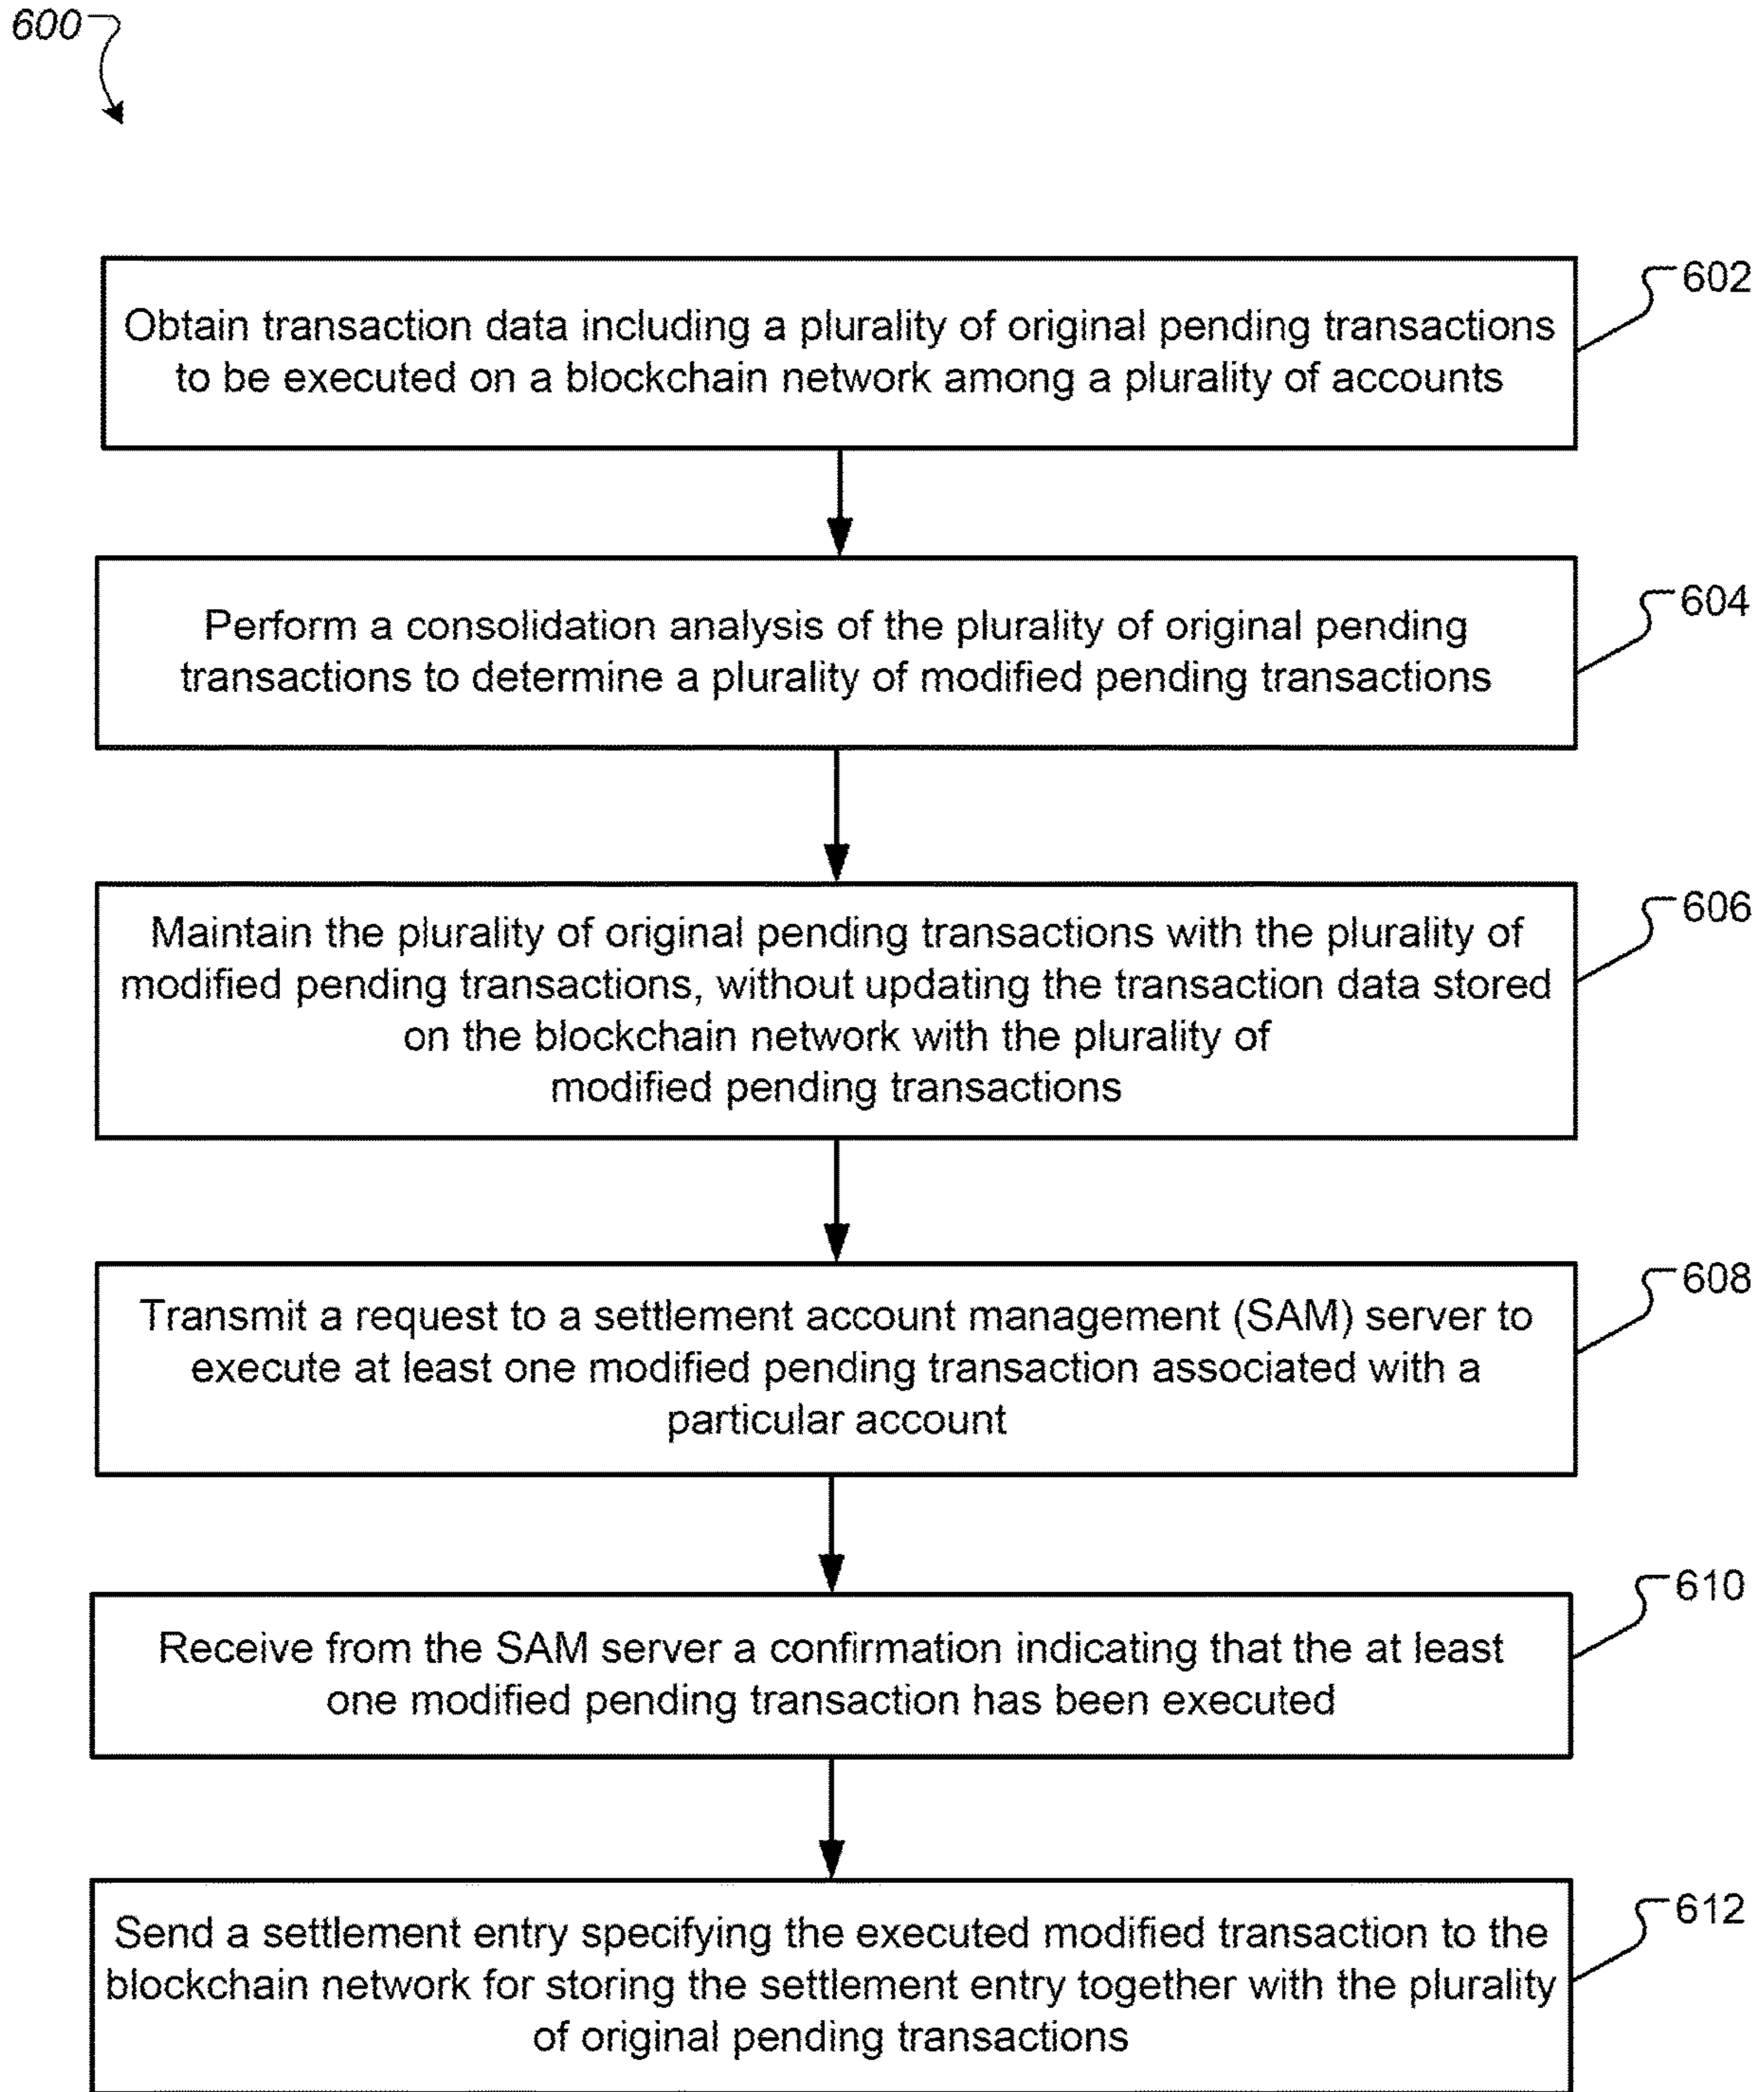 600
602
Obtain transaction data including a plurality of original pending transactions
to be executed on a blockchain network among a plurality of accounts
604
Perform a consolidation analysis of the plurality of original pending
transactions to determine a plurality of modified pending transactions
606
Maintain the plurality of original pending transactions with the plurality of
modified pending transactions, without updating the transaction data stored
on the blockchain network with the plurality of
modified pending transactions
608
Transmit a request to a settlement account management (SAM) server to
execute at least one modified pending transaction associated with a
particular account
610
Receive from the SAM server a confirmation indicating that the at least
one modified pending transaction has been executed
612
Send a settlement entry specifying the executed modified transaction to the
blockchain network for storing the settlement entry together with the plurality
of original pending transactions